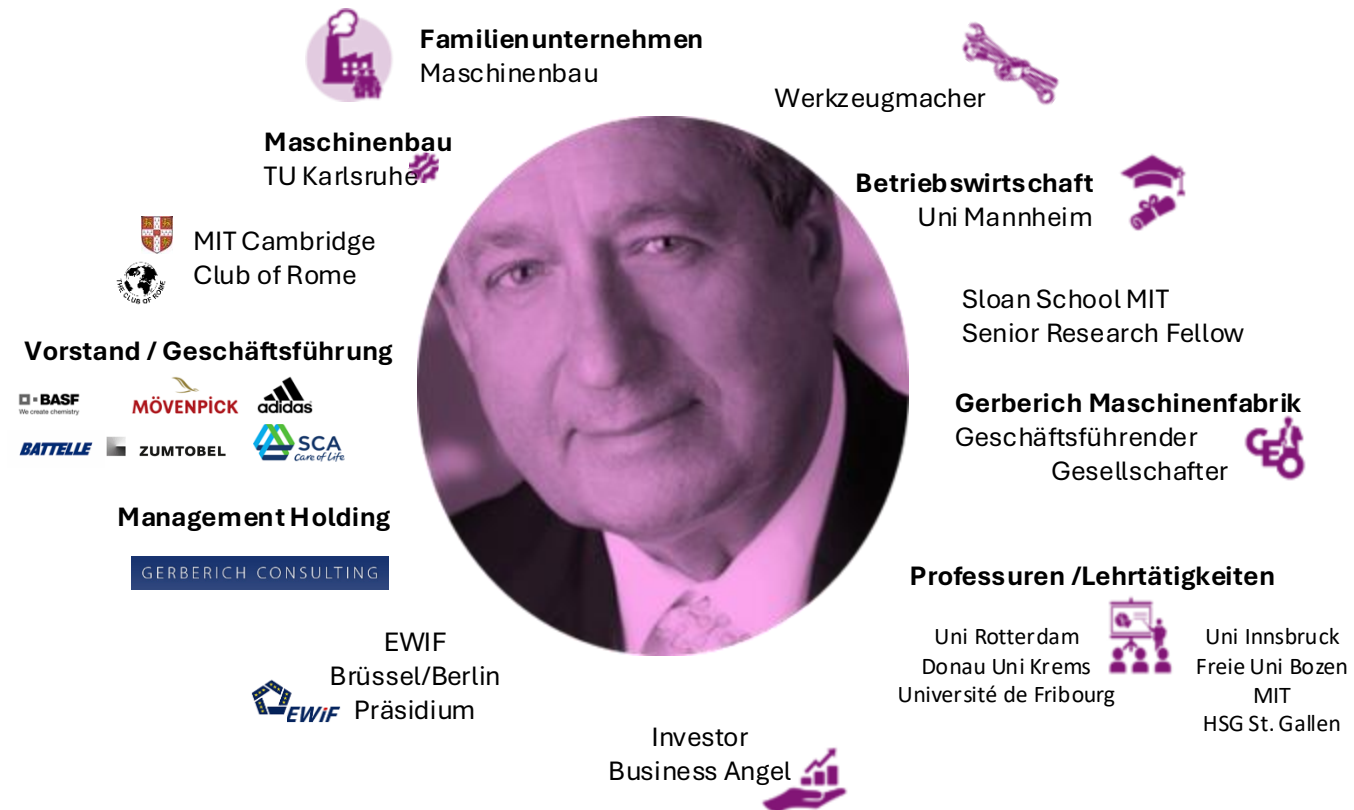 Familienunternehmen
Maschinenbau
Werkzeugmacher
Maschinenbau
TU Karlsruhe
Betriebswirtschaft
Uni Mannheim
MIT Cambridge
Club of Rome
THE CLUB OF ROME
Sloan School MIT
Senior Research Fellow
Vorstand / Geschäftsführung
BASF
We create chemistry
MÖVENPICK
adidas
BATTELLE
ZUMTOBEL
SCA
Care of Life
Gerberich Maschinenfabrik
Geschäftsführender
Gesellschafter
CEO
Management Holding
GERBERICH CONSULTING
Professuren /Lehrtätigkeiten
Uni Rotterdam
Donau Uni Krems
Université de Fribourg
Uni Innsbruck
Freie Uni Bozen
MIT
HSG St. Gallen
EWIF
Brüssel/Berlin
Präsidium
EWiF
Investor
Business Angel